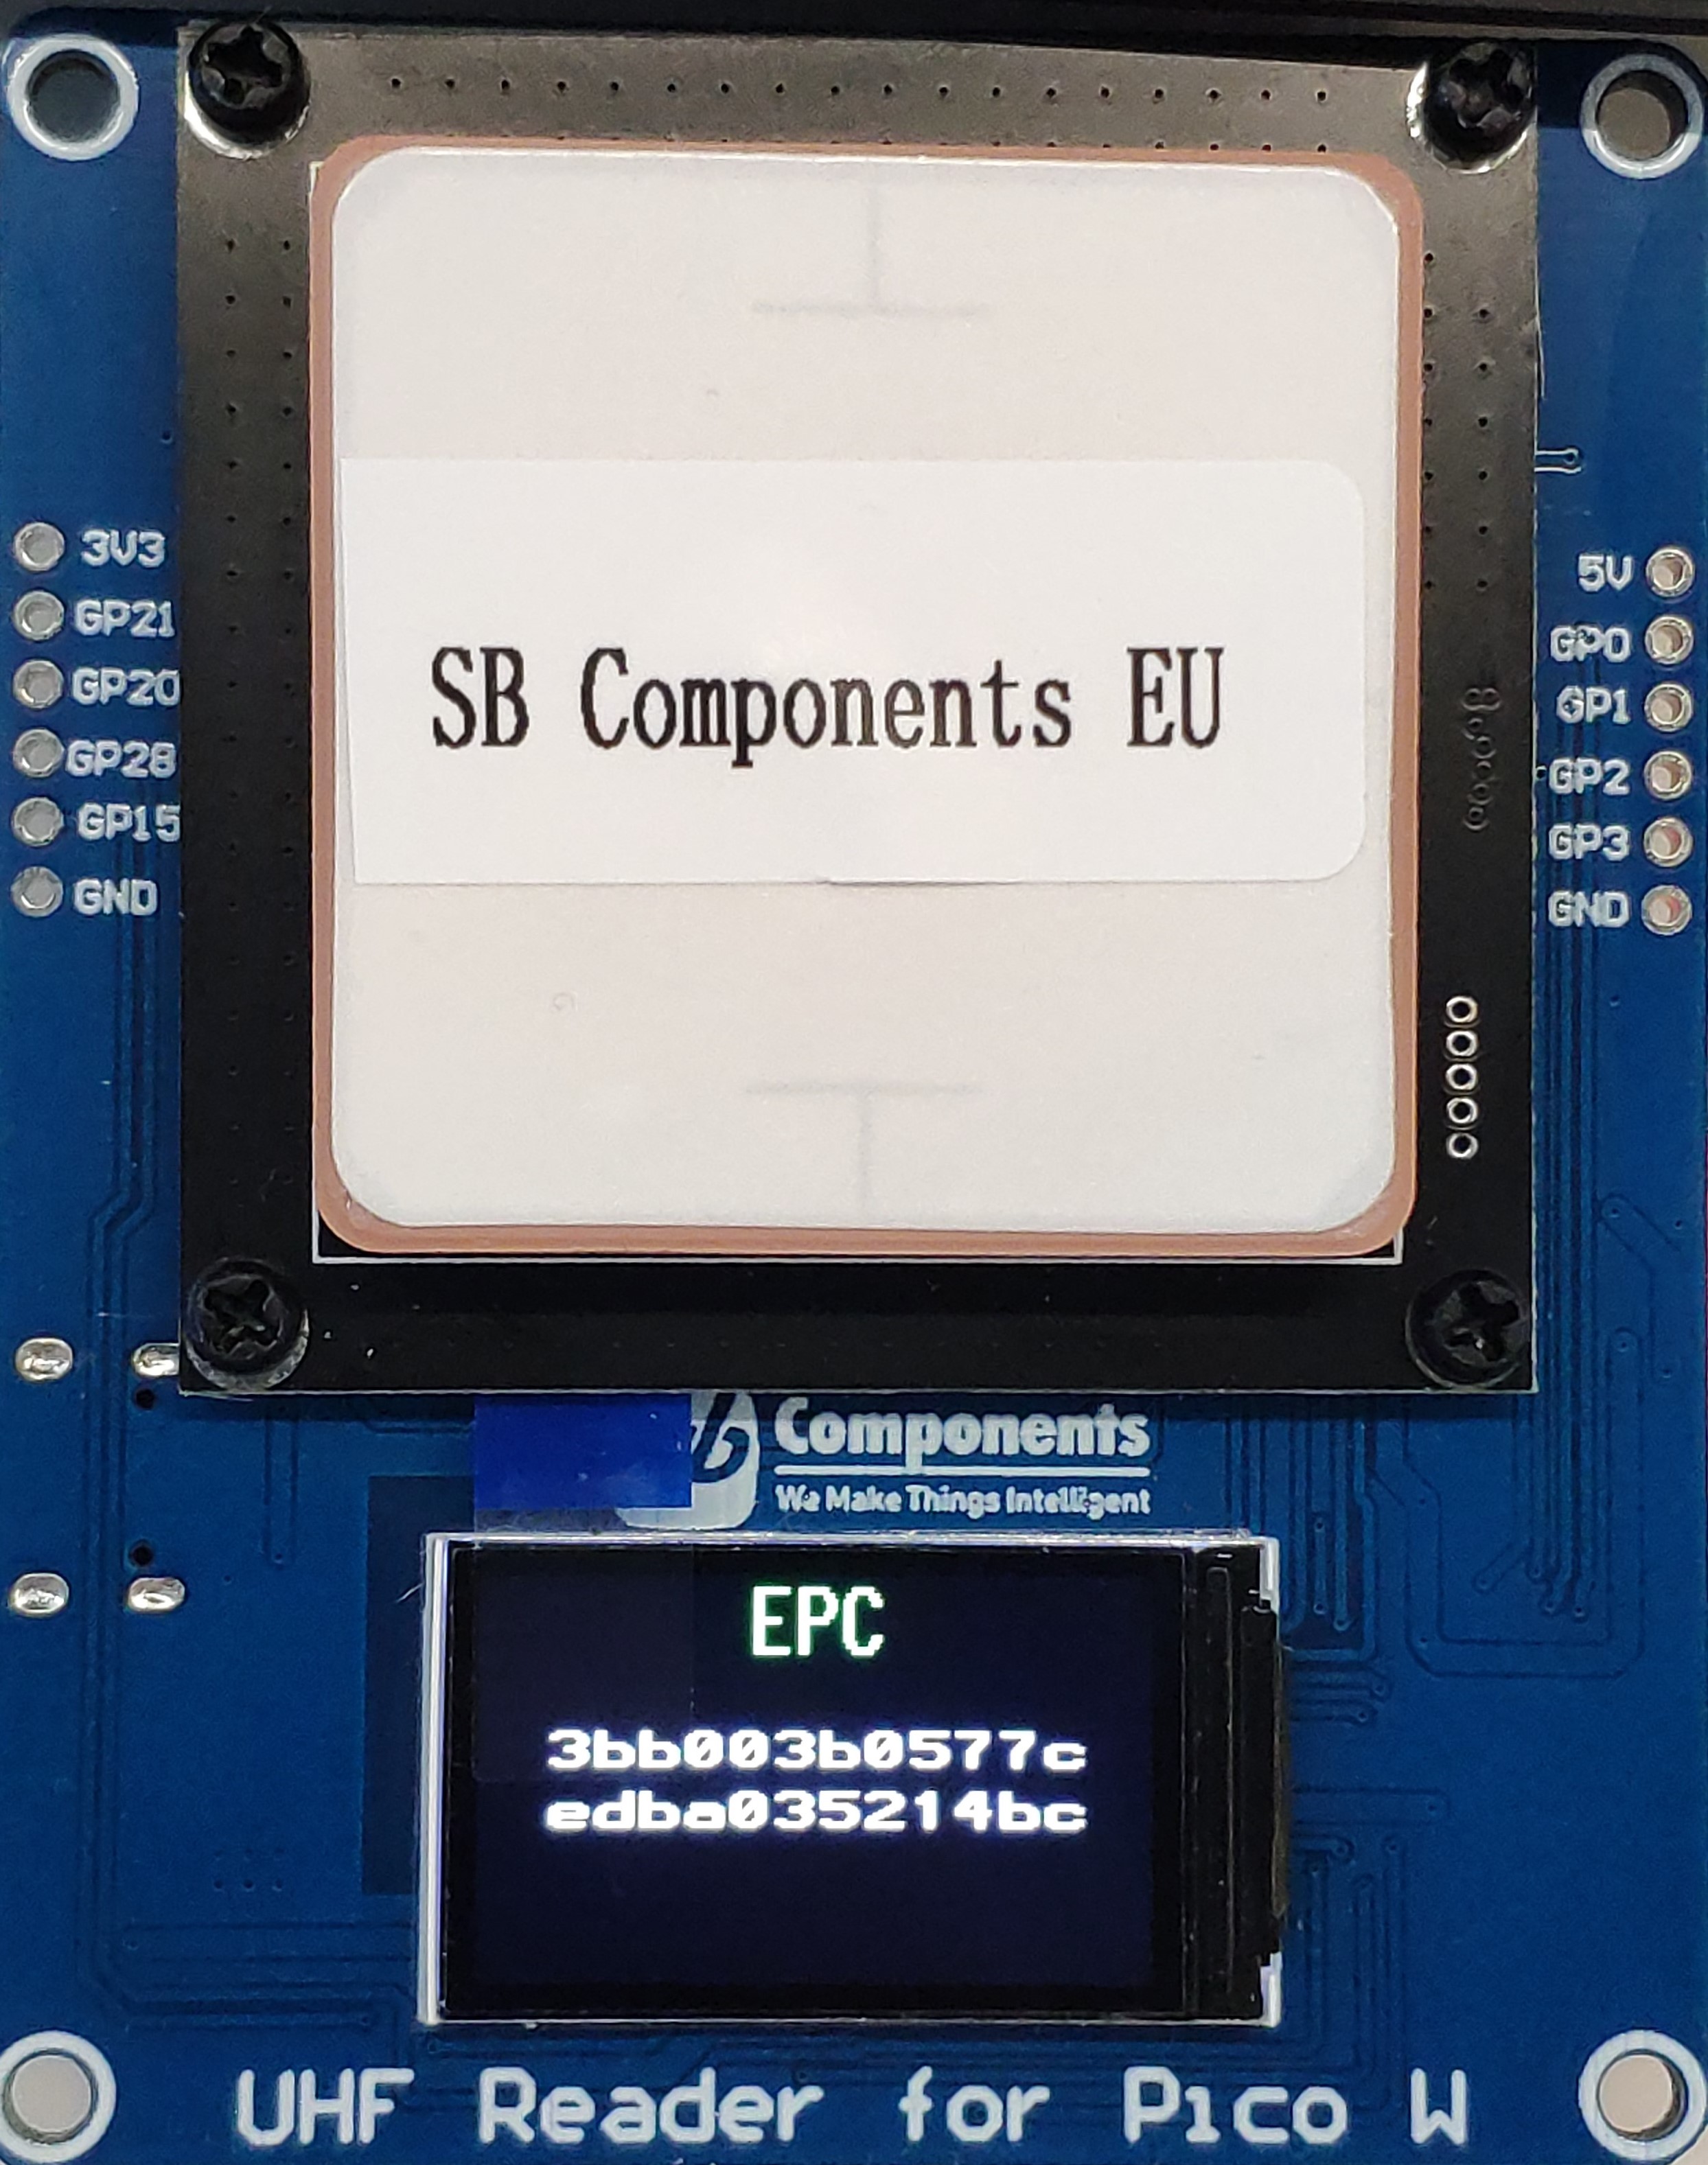 SB Components EU
3V3
GP21
GP20
GP28
GP15
GND
5V
GP0
GP1
GP2
GP3
GND
Components
We Make Things Intelligent
EPC
3bb003b0577c
edba035214bc
UHF Reader for Pico W